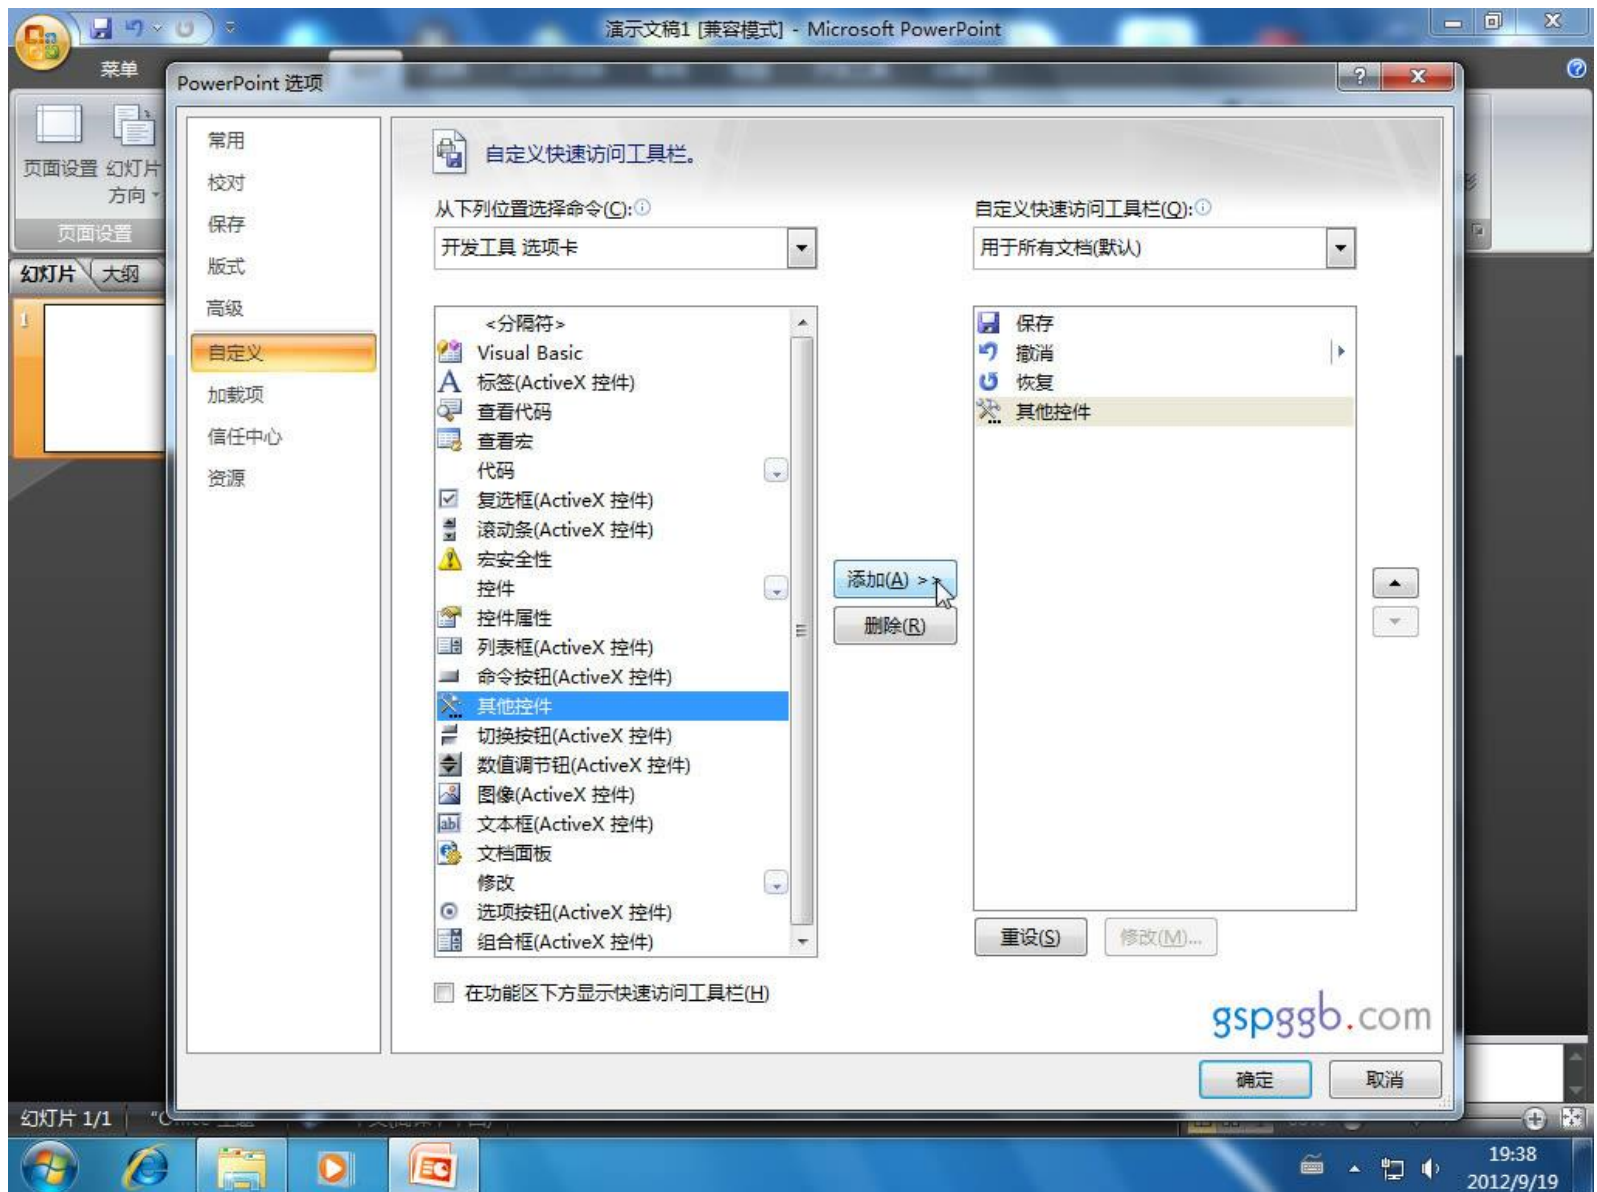 演示文稿1 [兼容模式] - Microsoft PowerPoint
菜单
页面设置 幻灯片
方向
页面设置
幻灯片 大纲
1
PowerPoint 选项
常用
校对
保存
版式
高级
自定义
加载项
信任中心
资源
自定义快速访问工具栏。
从下列位置选择命令(C):
开发工具 选项卡
<分隔符>
Visual Basic
标签(ActiveX 控件)
查看代码
查看宏
代码
复选框(ActiveX 控件)
滚动条(ActiveX 控件)
宏安全性
控件
控件属性
列表框(ActiveX 控件)
命令按钮(ActiveX 控件)
其他控件
切换按钮(ActiveX 控件)
数值调节钮(ActiveX 控件)
图像(ActiveX 控件)
文本框(ActiveX 控件)
文档面板
修改
选项按钮(ActiveX 控件)
组合框(ActiveX 控件)
在功能区下方显示快速访问工具栏(H)
添加(A) >>
删除(R)
自定义快速访问工具栏(Q):
用于所有文档(默认)
保存
撤消
恢复
其他控件
重设(S) 修改(M)...
gspggb.com
确定 取消
幻灯片 1/1
19:38
2012/9/19